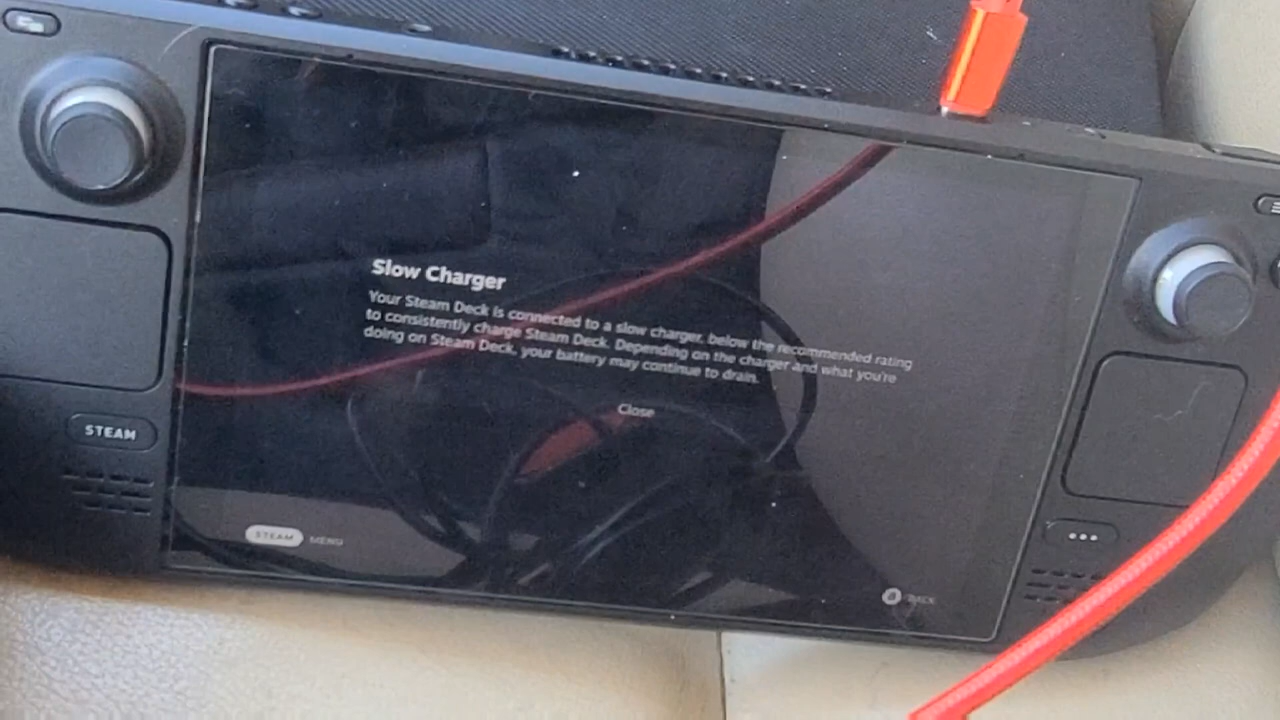 Slow Charger
Your Steam Deck is connected to a slow charger, below the recommended rating
to consistently charge Steam Deck. Depending on the charger and what you're
doing on Steam Deck, your battery may continue to drain.
Close
STEAM
STEAM MENU
B BACK